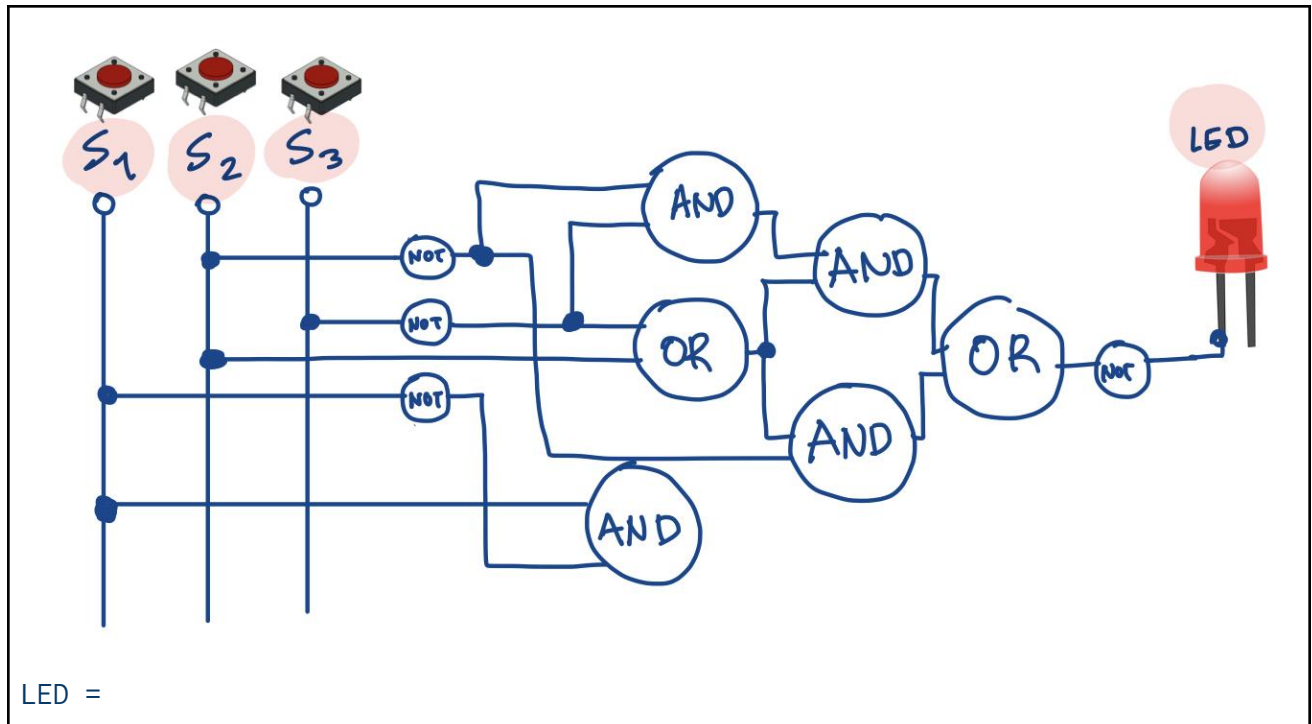 S1
S2
S3
LED
NOT
AND
AND
NOT
OR
OR
NOT
NOT
AND
AND
LED =